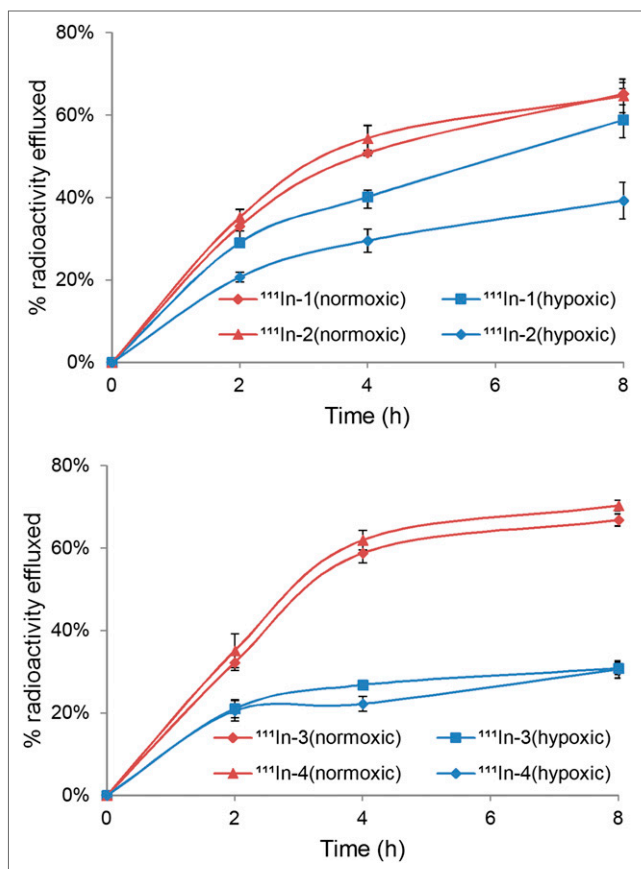 80%
60%
40%
20%
0%
% radioactivity effluxed
¹¹¹In-1(normoxic) ¹¹¹In-1(hypoxic)
¹¹¹In-2(normoxic) ¹¹¹In-2(hypoxic)
0 2 4 6 8
Time (h)
80%
60%
40%
20%
0%
% radioactivity effluxed
¹¹¹In-3(normoxic) ¹¹¹In-3(hypoxic)
¹¹¹In-4(normoxic) ¹¹¹In-4(hypoxic)
0 2 4 6 8
Time (h)